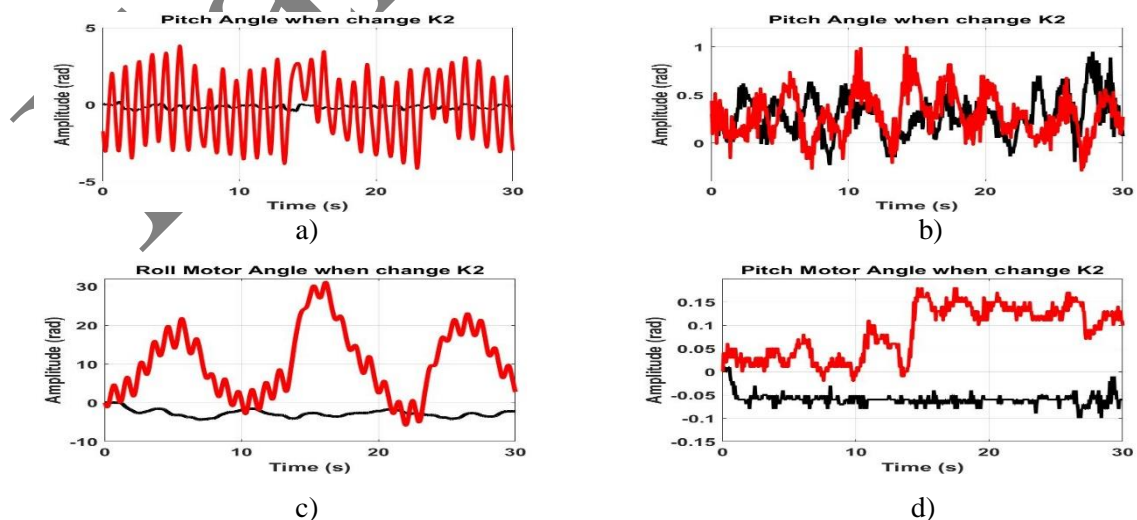 Pitch Angle when change K2
5
0
-5
Amplitude (rad)
0 10 20 30
Time (s)
a)
Pitch Angle when change K2
1
0.5
0
Amplitude (rad)
0 10 20 30
Time (s)
b)
Roll Motor Angle when change K2
30
20
10
0
-10
Amplitude (rad)
0 10 20 30
Time (s)
c)
Pitch Motor Angle when change K2
0.15
0.1
0.05
0
-0.05
-0.1
-0.15
Amplitude (rad)
0 10 20 30
Time (s)
d)